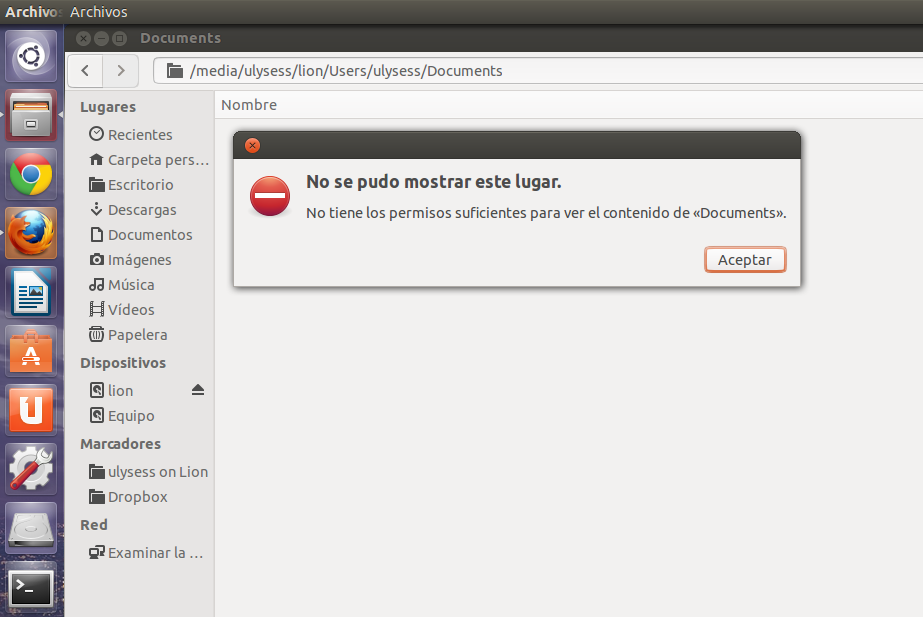 Archivos Archivos
Documents
/media/ulysess/lion/Users/ulysess/Documents
Lugares
Recientes
Carpeta pers...
Escritorio
Descargas
Documentos
Imágenes
Música
Vídeos
Papelera
Dispositivos
lion
Equipo
Marcadores
ulysess on Lion
Dropbox
Red
Examinar la ...
Nombre
No se pudo mostrar este lugar.
No tiene los permisos suficientes para ver el contenido de «Documents».
Aceptar